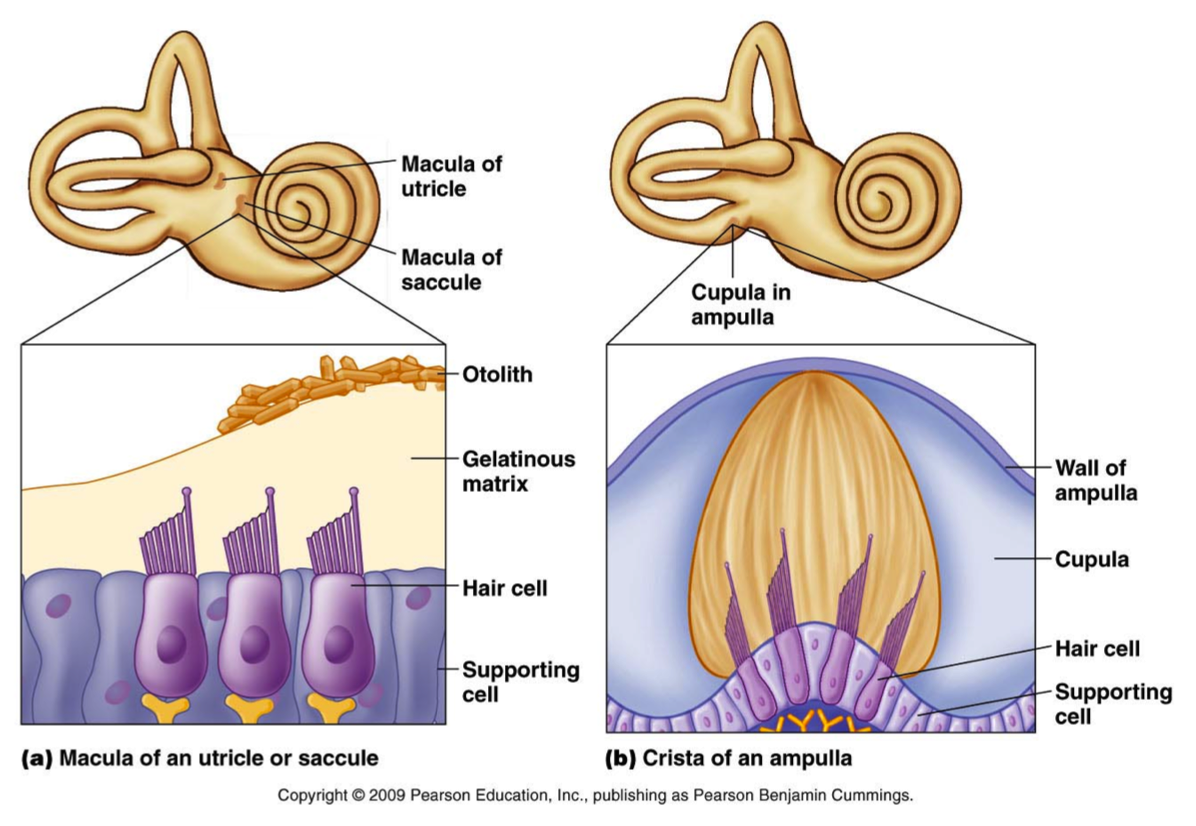 Macula of
utricle
Macula of
saccule
Otolith
Gelatinous
matrix
Hair cell
Supporting
cell
(a) Macula of an utricle or saccule
Cupula in
ampulla
Wall of
ampulla
Cupula
Hair cell
Supporting
cell
(b) Crista of an ampulla
Copyright © 2009 Pearson Education, Inc., publishing as Pearson Benjamin Cummings.